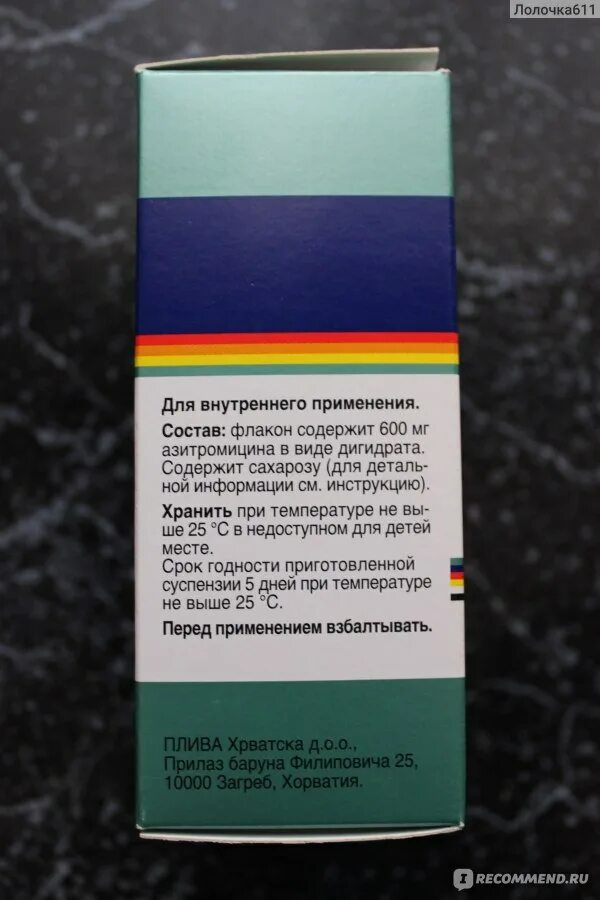 Лолочка611
Для внутреннего применения.
Состав: флакон содержит 600 мг
азитромицина в виде дигидрата.
Содержит сахарозу (для деталь-
ной информации см. инструкцию).
Хранить при температуре не вы-
ше 25 °C в недоступном для детей
месте.
Срок годности приготовленной
суспензии 5 дней при температуре
не выше 25 °C.
Перед применением взбалтывать.
ПЛИВА Хрватска д.о.о.,
Прилаз баруна Филиповича 25,
10000 Загреб, Хорватия.
IRECOMMEND.RU